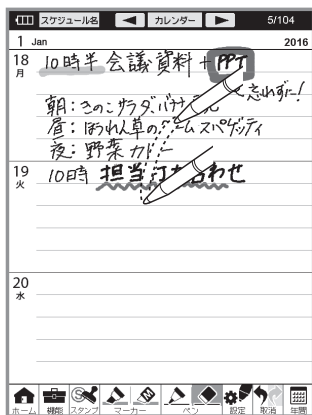 スケジュール名 カレンダー 5/104
1 Jan 2016
18 10時半 会議資料+PPT
月
忘れずに!
朝:きのこサラダ、バナナ
昼:ほうれん草の ームスパゲッティ
夜:野菜カレー
19 10時 担当打ち合わせ
火
20
水
ホーム 機能 スタンプ マーカー ペン 設定 取消 年間